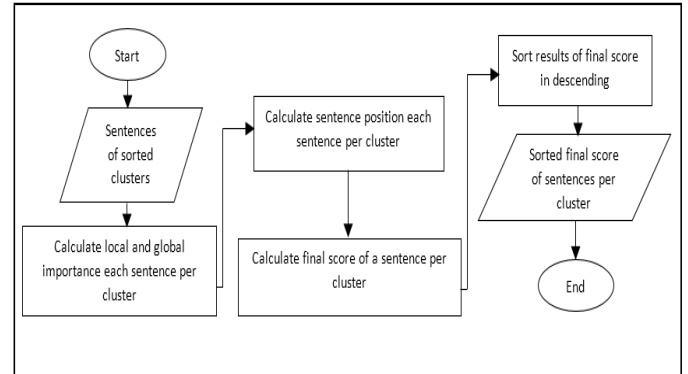 Start
Sentences
of sorted
clusters
Calculate local and global
importance each sentence per
cluster
Calculate sentence position each
sentence per cluster
Calculate final score of a sentence per
cluster
Sort results of final score
in descending
Sorted final score
of sentences per
cluster
End